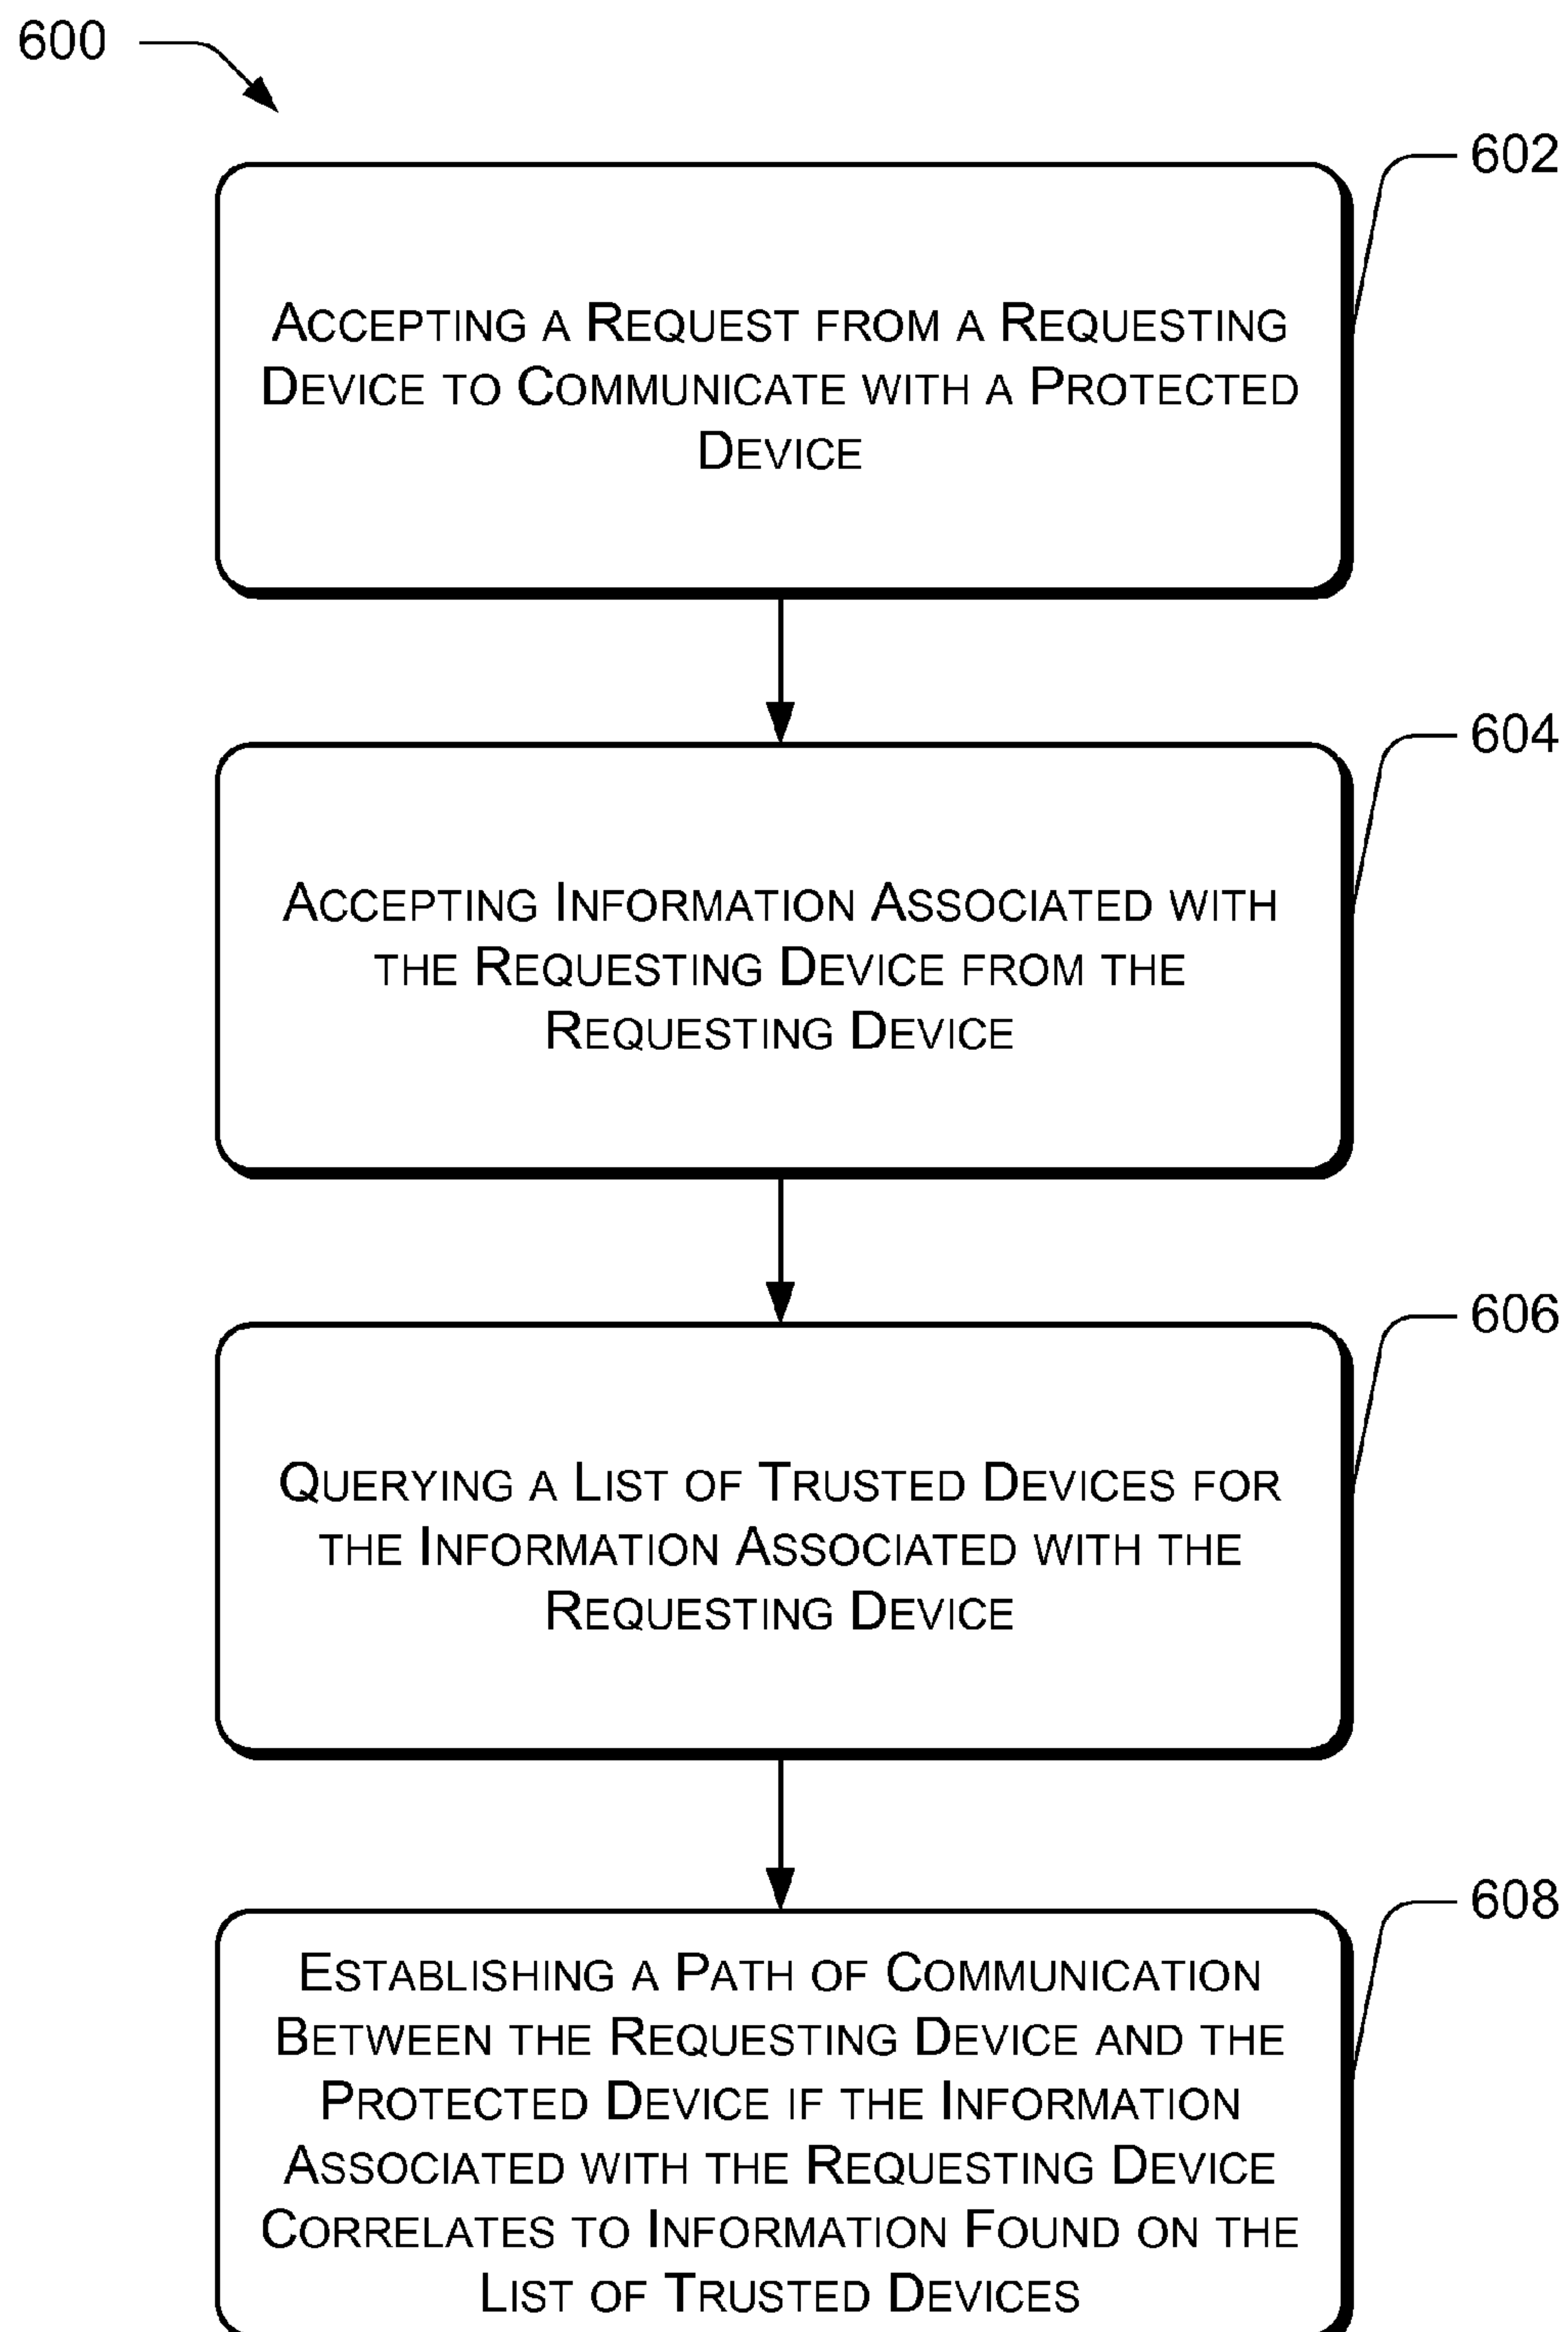 600
602
ACCEPTING A REQUEST FROM A REQUESTING
DEVICE TO COMMUNICATE WITH A PROTECTED
DEVICE
604
ACCEPTING INFORMATION ASSOCIATED WITH
THE REQUESTING DEVICE FROM THE
REQUESTING DEVICE
606
QUERYING A LIST OF TRUSTED DEVICES FOR
THE INFORMATION ASSOCIATED WITH THE
REQUESTING DEVICE
608
ESTABLISHING A PATH OF COMMUNICATION
BETWEEN THE REQUESTING DEVICE AND THE
PROTECTED DEVICE IF THE INFORMATION
ASSOCIATED WITH THE REQUESTING DEVICE
CORRELATES TO INFORMATION FOUND ON THE
LIST OF TRUSTED DEVICES